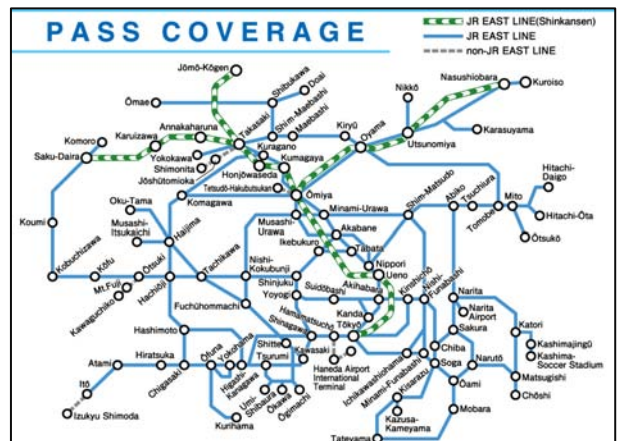 PASS COVERAGE
JR EAST LINE(Shinkansen)
JR EAST LINE
non-JR EAST LINE
Jōmō-Kōgen
Shibukawa
Doai
Nikkō
Nasushiobara
Kuroiso
Ōmae
Takasaki
Shim-Maebashi
Maebashi
Kiryū
Oyama
Utsunomiya
Karasuyama
Komoro
Karuizawa
Annakaharuna
Saku-Daira
Yokokawa
Shimonita
Jōshūtomioka
Kuragano
Kumagaya
Honjōwaseda
Tetsudō-Hakubutsukan
Ōmiya
Komagawa
Hitachi-
Daigo
Hitachi-Ōta
Ōtsukō
Mito
Tomobe
Tsuchiura
Abiko
Shim-Matsudo
Minami-Urawa
Musashi-
Urawa
Akabane
Tabata
Ikebukuro
Nippori
Ueno
Oku-Tama
Musashi-
Itsukaichi
Haijima
Koumi
Kobuchizawa
Kōfu
Mt.Fuji
Ōtsuki
Kawaguchiko
Hachiōji
Tachikawa
Nishi-
Kokubunji
Fuchūhommachi
Shinjuku
Yoyogi
Suidōbashi
Akihabara
Kanda
Kinshichō
Nishi-
Funabashi
Hamamatsuchō
Tōkyō
Shinagawa
Narita
Narita
Airport
Sakura
Katori
Kashimajingū
Kashima-
Soccer Stadium
Hashimoto
Atami
Hiratsuka
Chigasaki
Ōfuna
Yokohama
Higashi-
Kanagawa
Tsurumi
Shitte
Kawasaki
Haneda Airport
International
Terminal
Ichikawashiohama
Minami-Funabashi
Chiba
Soga
Kisarazu
Narutō
Matsugishi
Chōshi
Itō
Izukyu Shimoda
Kurihama
Umi-
Shibaura
Ōkawa
Ōgimachi
Kazusa-
Kameyama
Ōami
Mobara
Tateyama